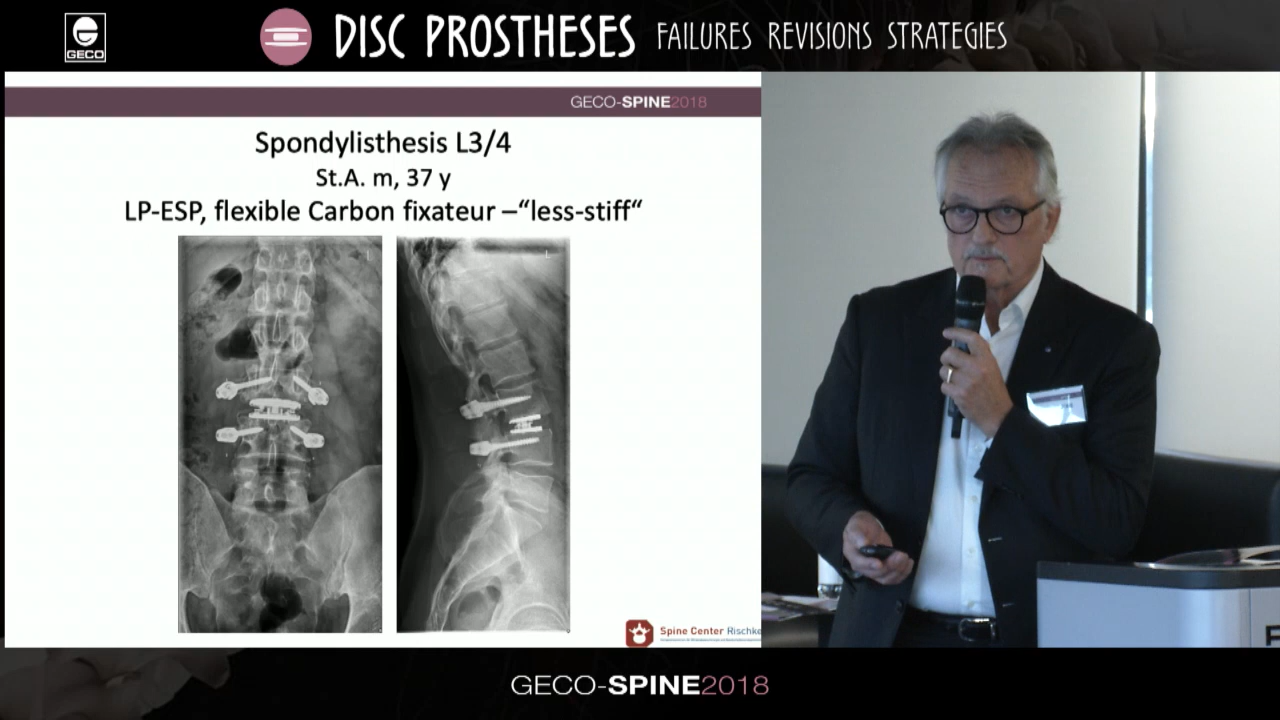 GECO
DISC PROSTHESES FAILURES REVISIONS STRATEGIES
GECO-SPINE2018
Spondylisthesis L3/4
St.A. m, 37 y
LP-ESP, flexible Carbon fixateur –“less-stiff“
Spine Center Rischke
GECO-SPINE2018